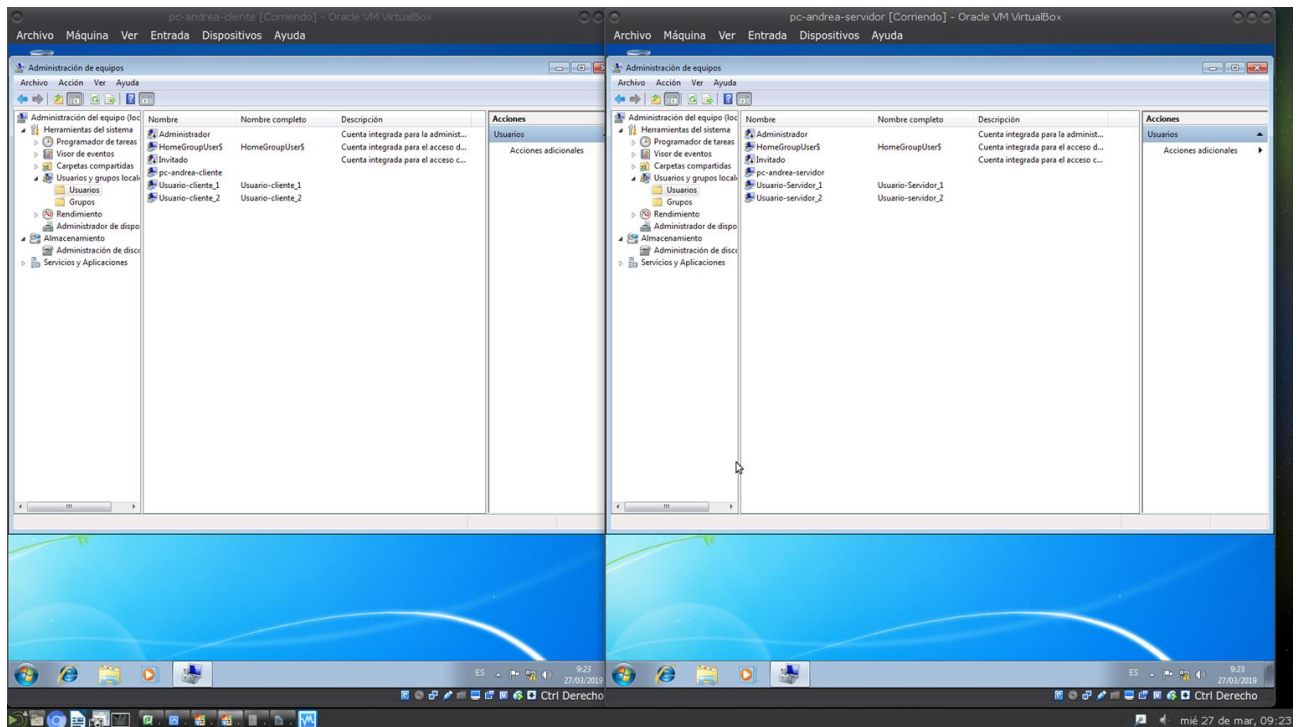 pc-andrea-cliente [Corriendo] - Oracle VM VirtualBox
Archivo Máquina Ver Entrada Dispositivos Ayuda
Administración de equipos
Archivo Acción Ver Ayuda
Administración del equipo (loc
Herramientas del sistema
Programador de tareas
Visor de eventos
Carpetas compartidas
Usuarios y grupos local
Usuarios
Grupos
Rendimiento
Administrador de dispo
Almacenamiento
Administración de disco
Servicios y Aplicaciones
Nombre Nombre completo Descripción
Administrador Cuenta integrada para la administ...
HomeGroupUser$ HomeGroupUser$ Cuenta integrada para el acceso d...
Invitado Cuenta integrada para el acceso c...
pc-andrea-cliente
Usuario-cliente_1 Usuario-cliente_1
Usuario-cliente_2 Usuario-cliente_2
Acciones
Usuarios
Acciones adicionales
ES 9:23
27/03/2019
Ctrl Derecho
pc-andrea-servidor [Corriendo] - Oracle VM VirtualBox
Archivo Máquina Ver Entrada Dispositivos Ayuda
Administración de equipos
Archivo Acción Ver Ayuda
Administración del equipo (loc
Herramientas del sistema
Programador de tareas
Visor de eventos
Carpetas compartidas
Usuarios y grupos local
Usuarios
Grupos
Rendimiento
Administrador de dispo
Almacenamiento
Administración de disco
Servicios y Aplicaciones
Nombre Nombre completo Descripción
Administrador Cuenta integrada para la administ...
HomeGroupUser$ HomeGroupUser$ Cuenta integrada para el acceso d...
Invitado Cuenta integrada para el acceso c...
pc-andrea-servidor
Usuario-Servidor_1 Usuario-Servidor_1
Usuario-servidor_2 Usuario-servidor_2
Acciones
Usuarios
Acciones adicionales
ES 9:23
27/03/2019
Ctrl Derecho
mié 27 de mar, 09:23